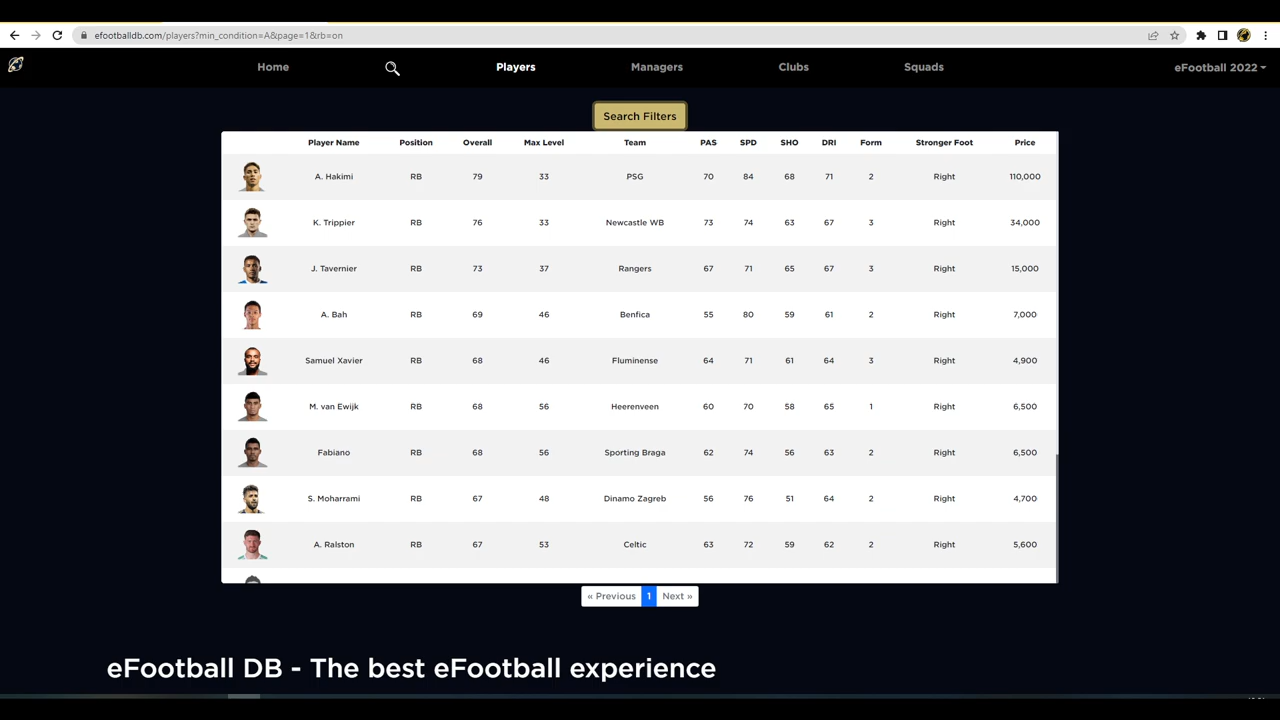 efootballdb.com/players?min_condition=A&page=1&rb=on
Home Players Managers Clubs Squads eFootball 2022
Search Filters
Player Name Position Overall Max Level Team PAS SPD SHO DRI Form Stronger Foot Price
A. Hakimi RB 79 33 PSG 70 84 68 71 2 Right 110,000
K. Trippier RB 76 33 Newcastle WB 73 74 63 67 3 Right 34,000
J. Tavernier RB 73 37 Rangers 67 71 65 67 3 Right 15,000
A. Bah RB 69 46 Benfica 55 80 59 61 2 Right 7,000
Samuel Xavier RB 68 46 Fluminense 64 71 61 64 3 Right 4,900
M. van Ewijk RB 68 56 Heerenveen 60 70 58 65 1 Right 6,500
Fabiano RB 68 56 Sporting Braga 62 74 56 63 2 Right 6,500
S. Moharrami RB 67 48 Dinamo Zagreb 56 76 51 64 2 Right 4,700
A. Ralston RB 67 53 Celtic 63 72 59 62 2 Right 5,600
« Previous 1 Next »
eFootball DB - The best eFootball experience